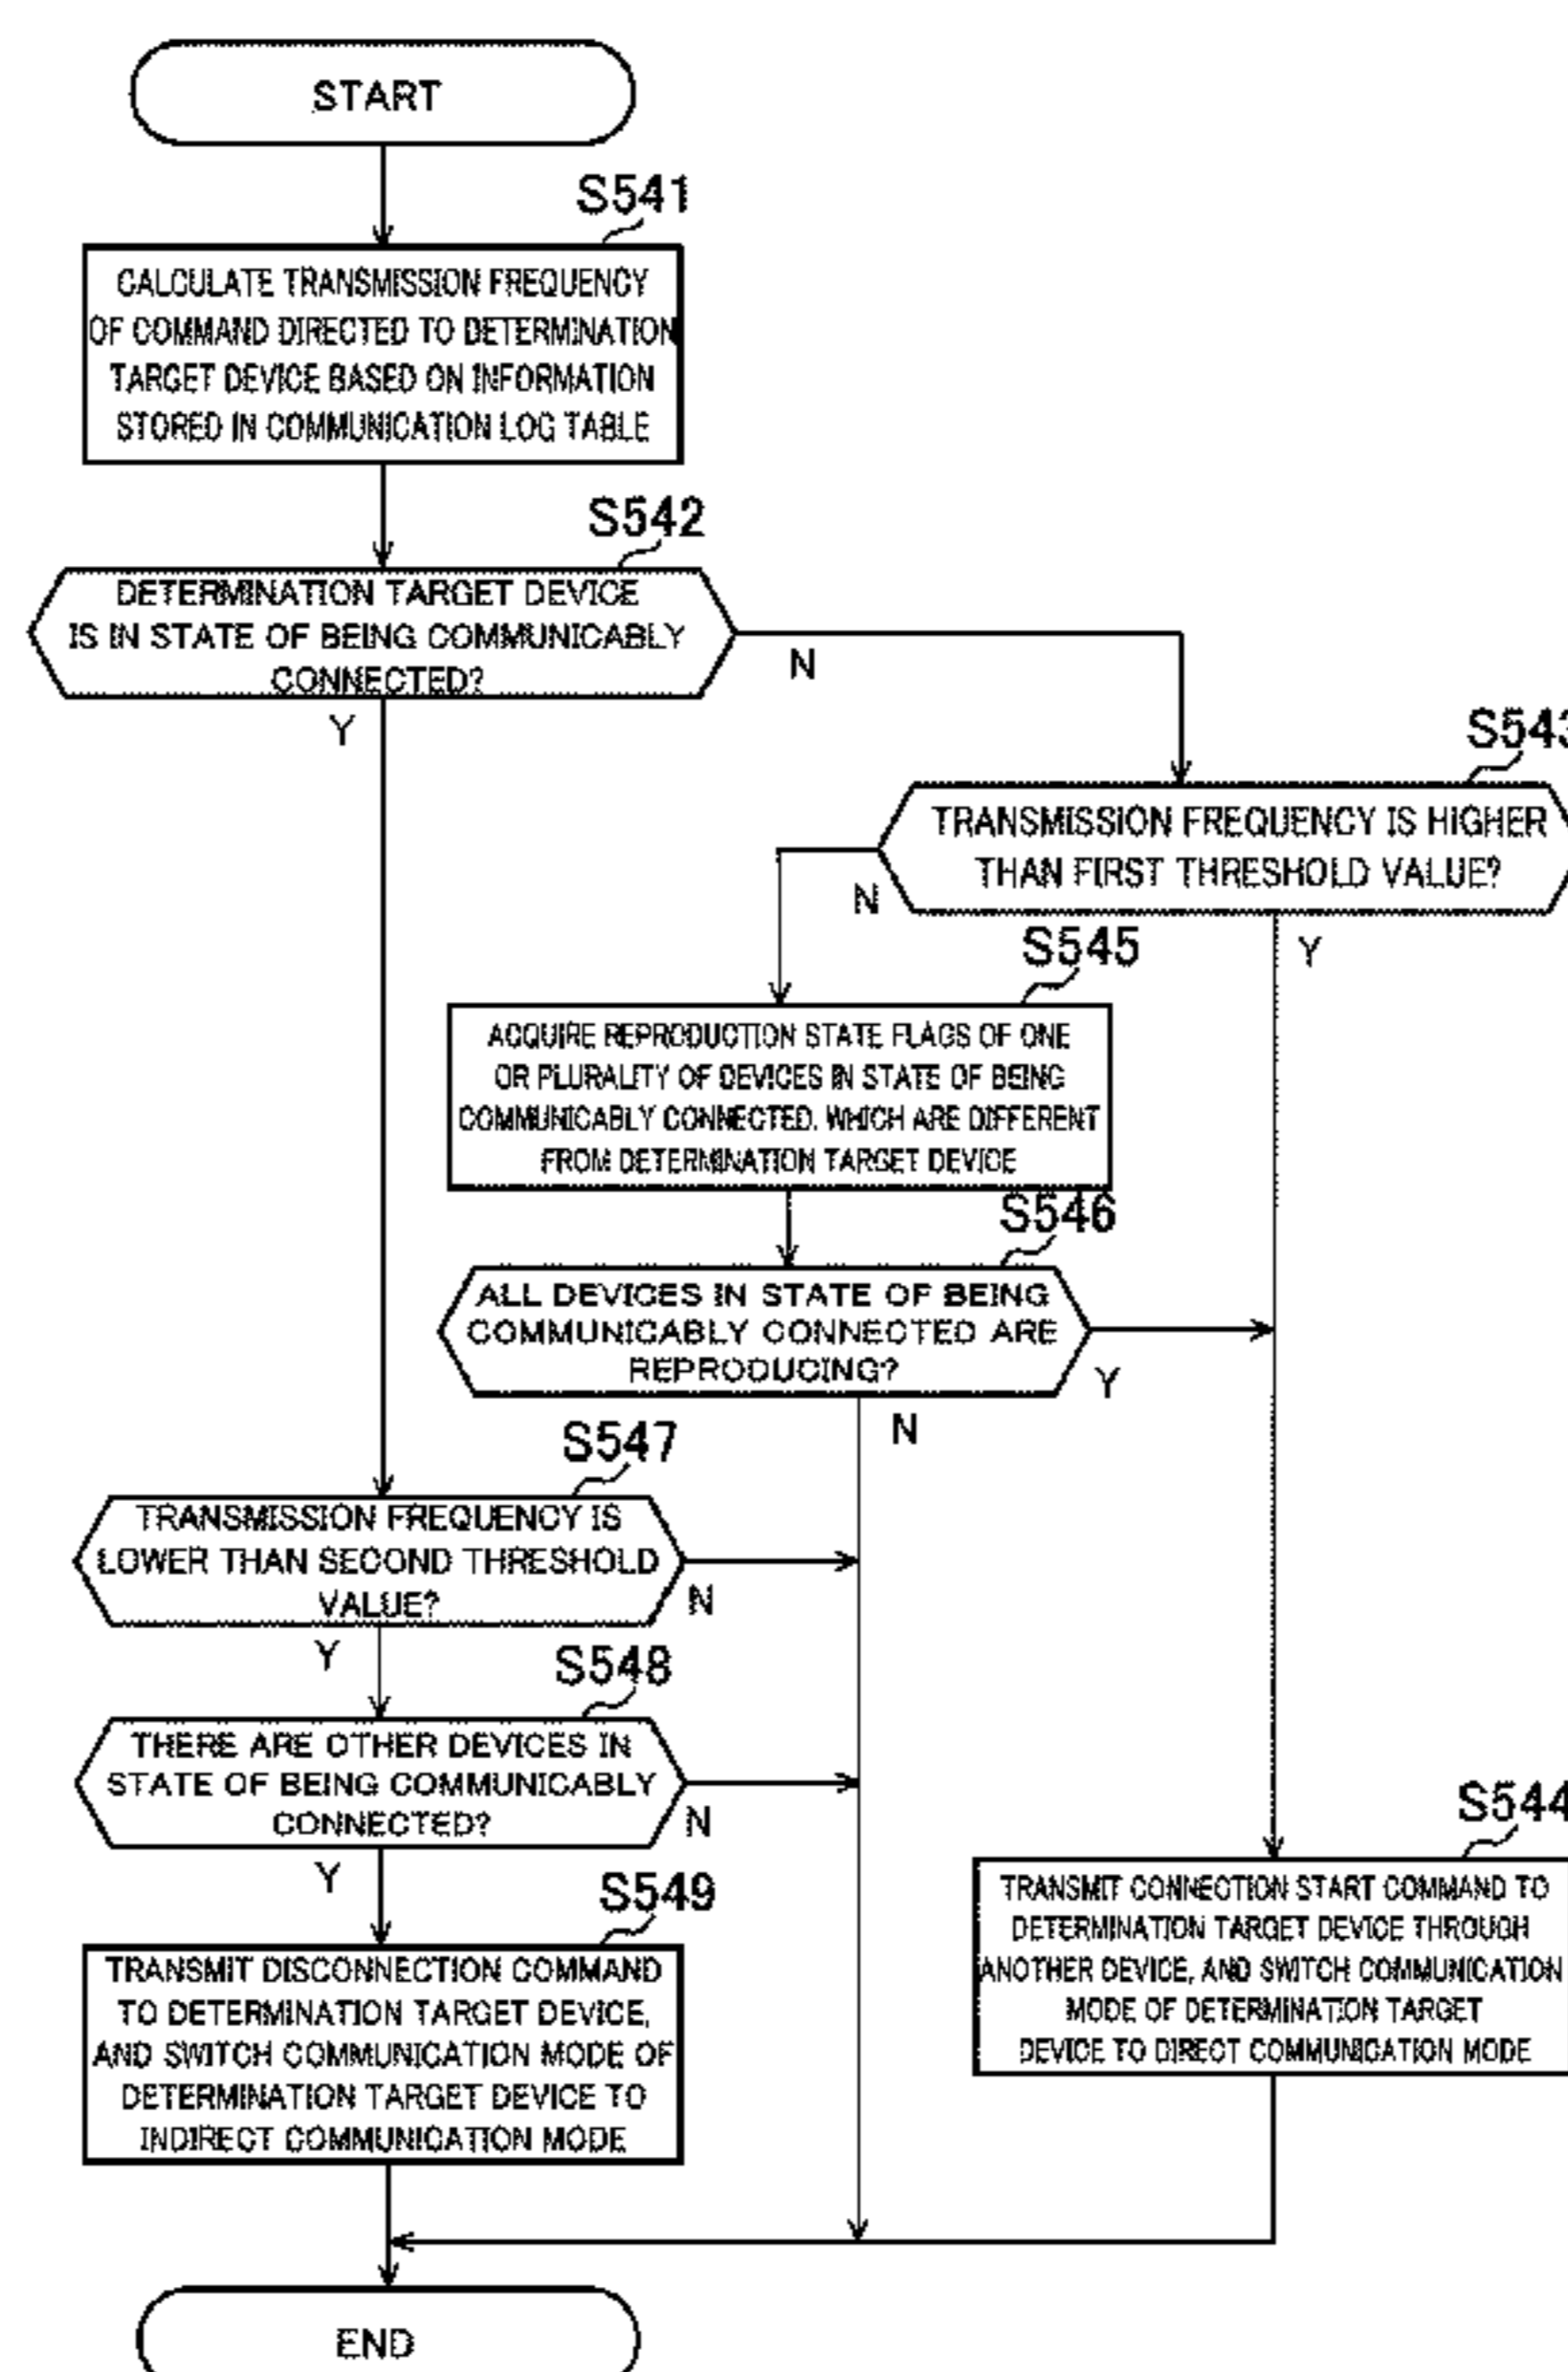 START
S541
CALCULATE TRANSMISSION FREQUENCY
OF COMMAND DIRECTED TO DETERMINATION
TARGET DEVICE BASED ON INFORMATION
STORED IN COMMUNICATION LOG TABLE
S542
DETERMINATION TARGET DEVICE
IS IN STATE OF BEING COMMUNICABLY
CONNECTED?
N
Y
S543
TRANSMISSION FREQUENCY IS HIGHER
THAN FIRST THRESHOLD VALUE?
N
Y
S545
ACQUIRE REPRODUCTION STATE FLAGS OF ONE
OR PLURALITY OF DEVICES IN STATE OF BEING
COMMUNICABLY CONNECTED, WHICH ARE DIFFERENT
FROM DETERMINATION TARGET DEVICE
S546
ALL DEVICES IN STATE OF BEING
COMMUNICABLY CONNECTED ARE
REPRODUCING?
Y
N
S547
TRANSMISSION FREQUENCY IS
LOWER THAN SECOND THRESHOLD
VALUE?
N
Y
S548
THERE ARE OTHER DEVICES IN
STATE OF BEING COMMUNICABLY
CONNECTED?
N
Y
S549
TRANSMIT DISCONNECTION COMMAND
TO DETERMINATION TARGET DEVICE,
AND SWITCH COMMUNICATION MODE OF
DETERMINATION TARGET DEVICE TO
INDIRECT COMMUNICATION MODE
S544
TRANSMIT CONNECTION START COMMAND TO
DETERMINATION TARGET DEVICE THROUGH
ANOTHER DEVICE, AND SWITCH COMMUNICATION
MODE OF DETERMINATION TARGET
DEVICE TO DIRECT COMMUNICATION MODE
END